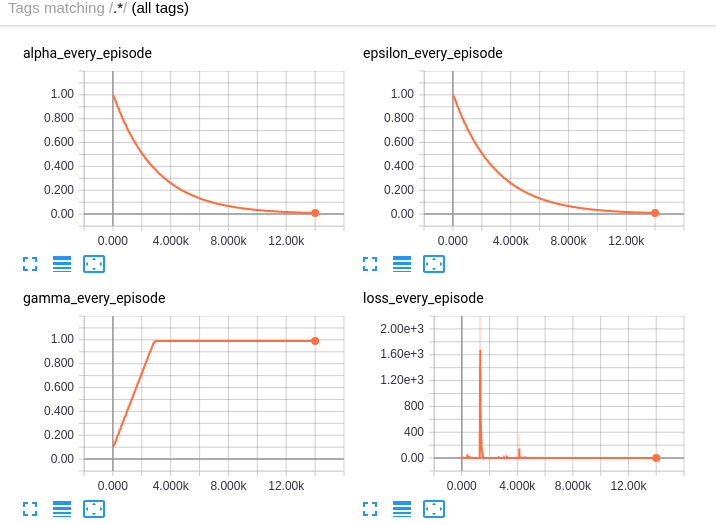 Tags matching /.*/ (all tags)
alpha_every_episode
1.00
0.800
0.600
0.400
0.200
0.00
0.000 4.000k 8.000k 12.00k
epsilon_every_episode
1.00
0.800
0.600
0.400
0.200
0.00
0.000 4.000k 8.000k 12.00k
gamma_every_episode
1.00
0.800
0.600
0.400
0.200
0.00
0.000 4.000k 8.000k 12.00k
loss_every_episode
2.00e+3
1.60e+3
1.20e+3
800
400
0.00
0.000 4.000k 8.000k 12.00k